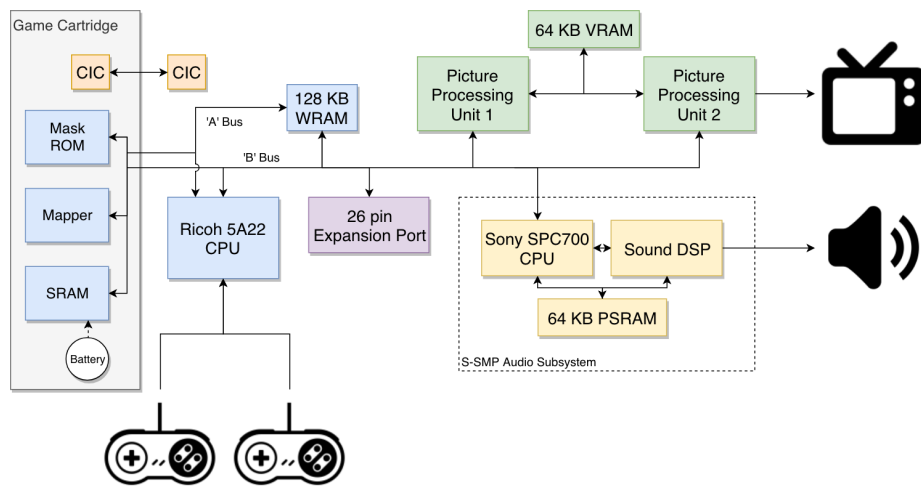 Game Cartridge
CIC
CIC
64 KB VRAM
Picture
Processing
Unit 1
Picture
Processing
Unit 2
128 KB
WRAM
Mask
ROM
'A' Bus
'B' Bus
Mapper
Ricoh 5A22
CPU
26 pin
Expansion Port
Sony SPC700
CPU
Sound DSP
SRAM
64 KB PSRAM
Battery
S-SMP Audio Subsystem